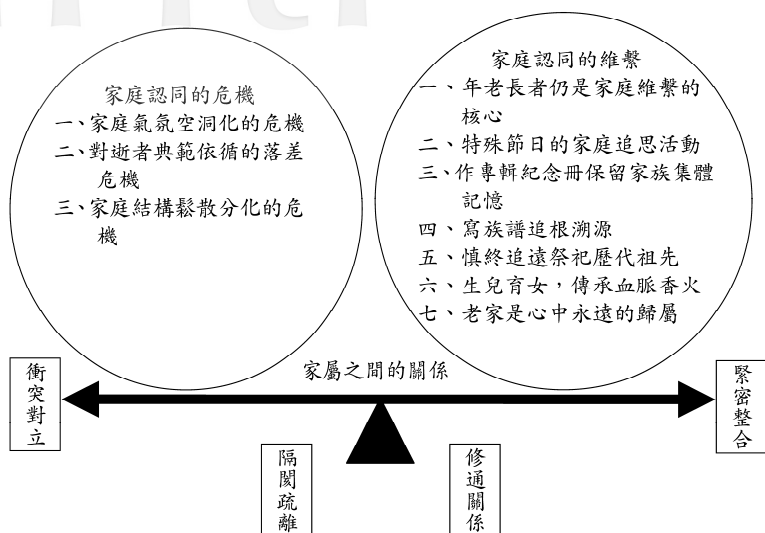 家庭認同的危機
一、家庭氣氛空洞化的危機
二、對逝者典範依循的落差
危機
三、家庭結構鬆散分化的危
機
家庭認同的維繫
一、年老長者仍是家庭維繫的
核心
二、特殊節日的家庭追思活動
三、作專輯紀念冊保留家族集體
記憶
四、寫族譜追根溯源
五、慎終追遠祭祀歷代祖先
六、生兒育女，傳承血脈香火
七、老家是心中永遠的歸屬
家屬之間的關係
衝突對立
緊密整合
隔閡疏離
修通關係